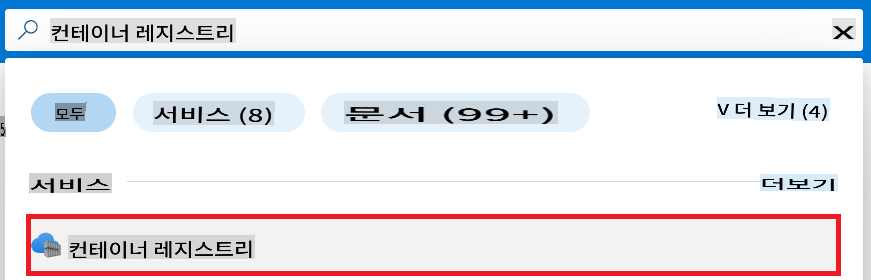 컨테이너 레지스트리 X
모두 서비스 (8) 문서 (99+) V 더 보기 (4)
서비스 더보기
컨테이너 레지스트리